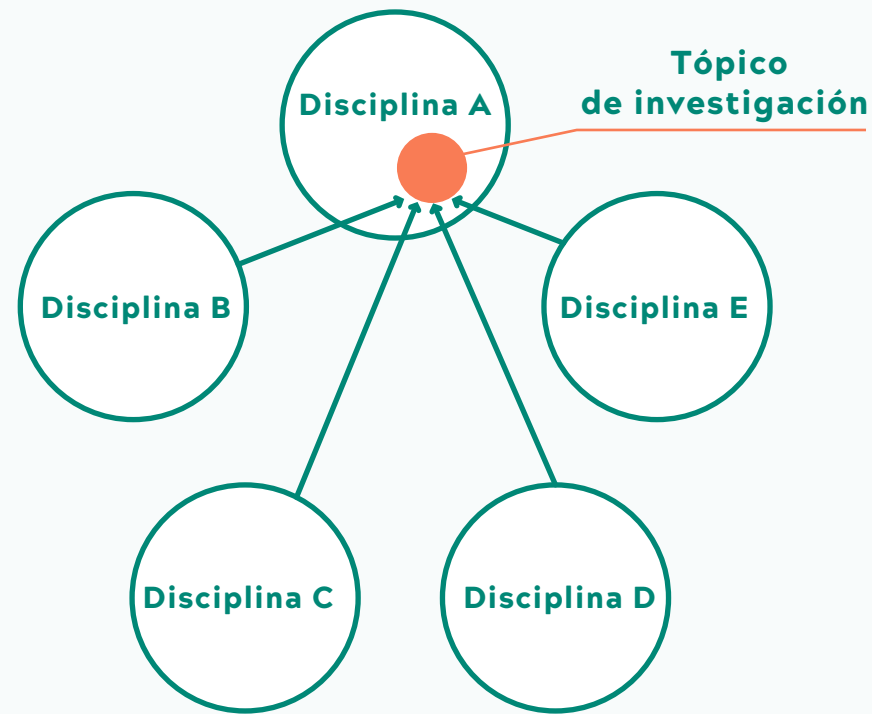 Tópico
de investigación
Disciplina A
Disciplina B
Disciplina E
Disciplina C
Disciplina D